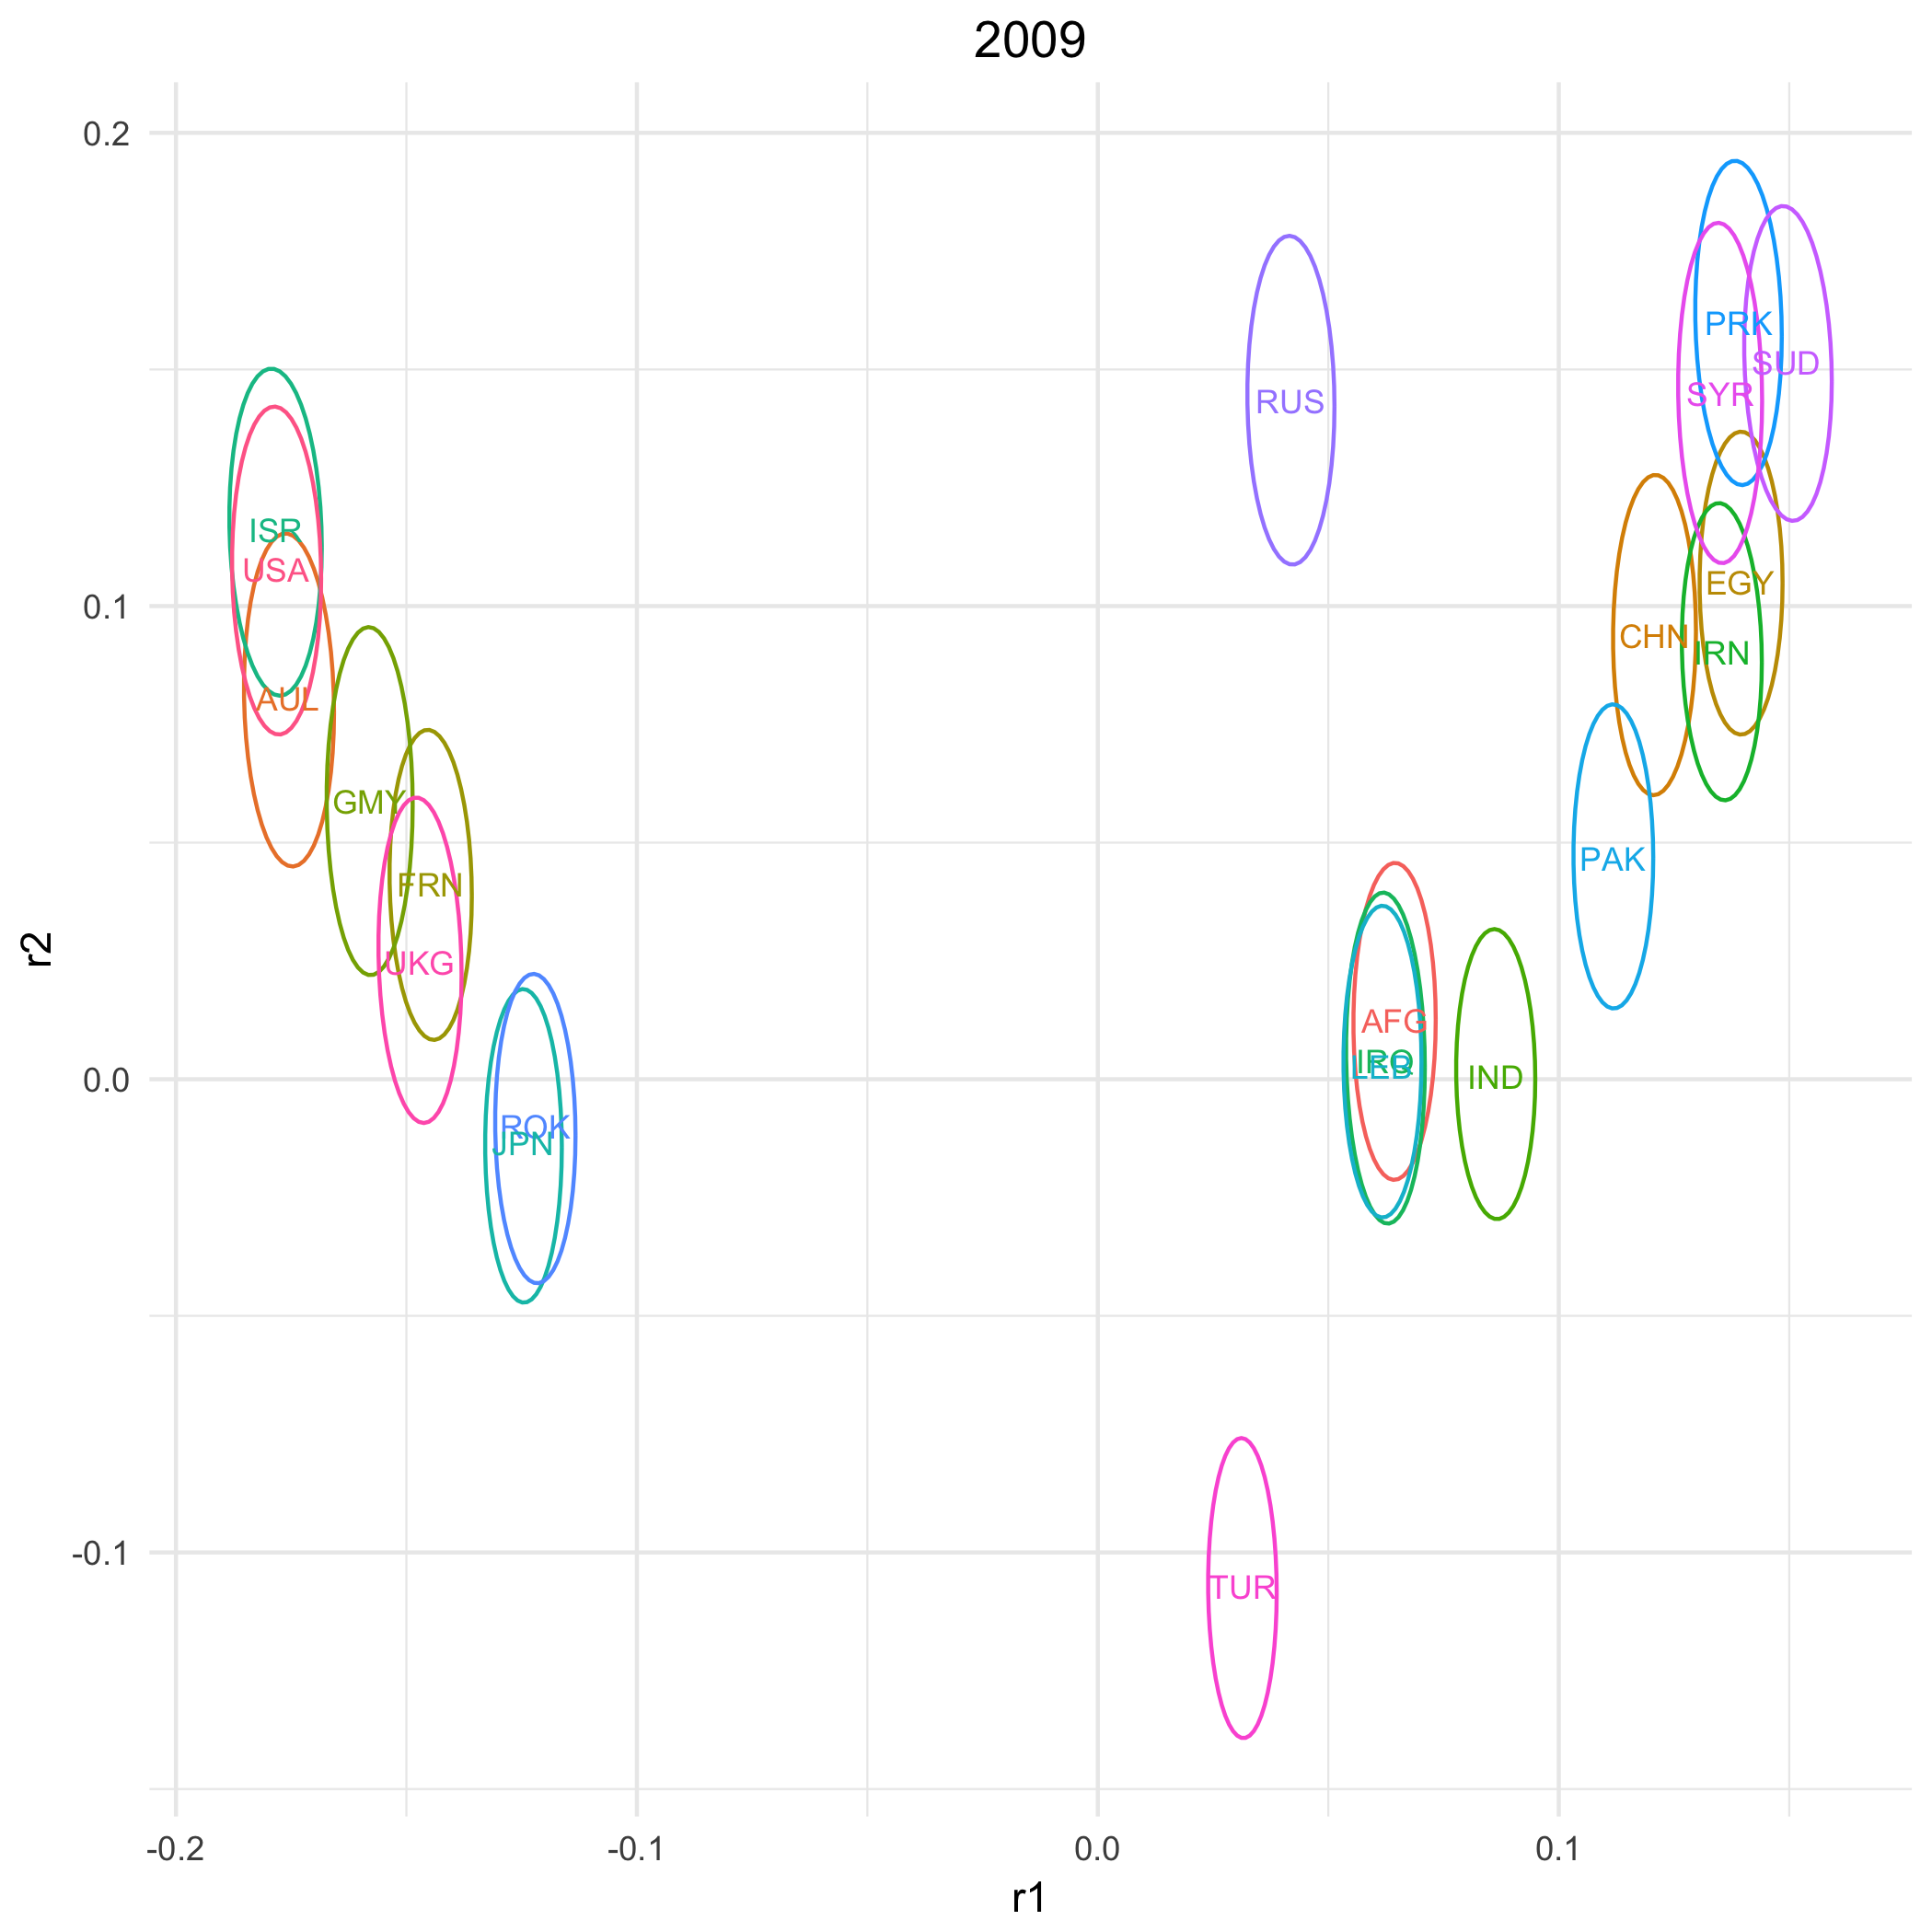 2009
0.2
PRK
SUD
SYR
RUS
ISR
USA
EGY
0.1
CHN
IRN
AUL
GMY
PAK
FRN
r2
UKG
AFG
IRQ
LEB
IND
0.0
ROK
JPN
-0.1
TUR
-0.2
-0.1
0.0
0.1
r1